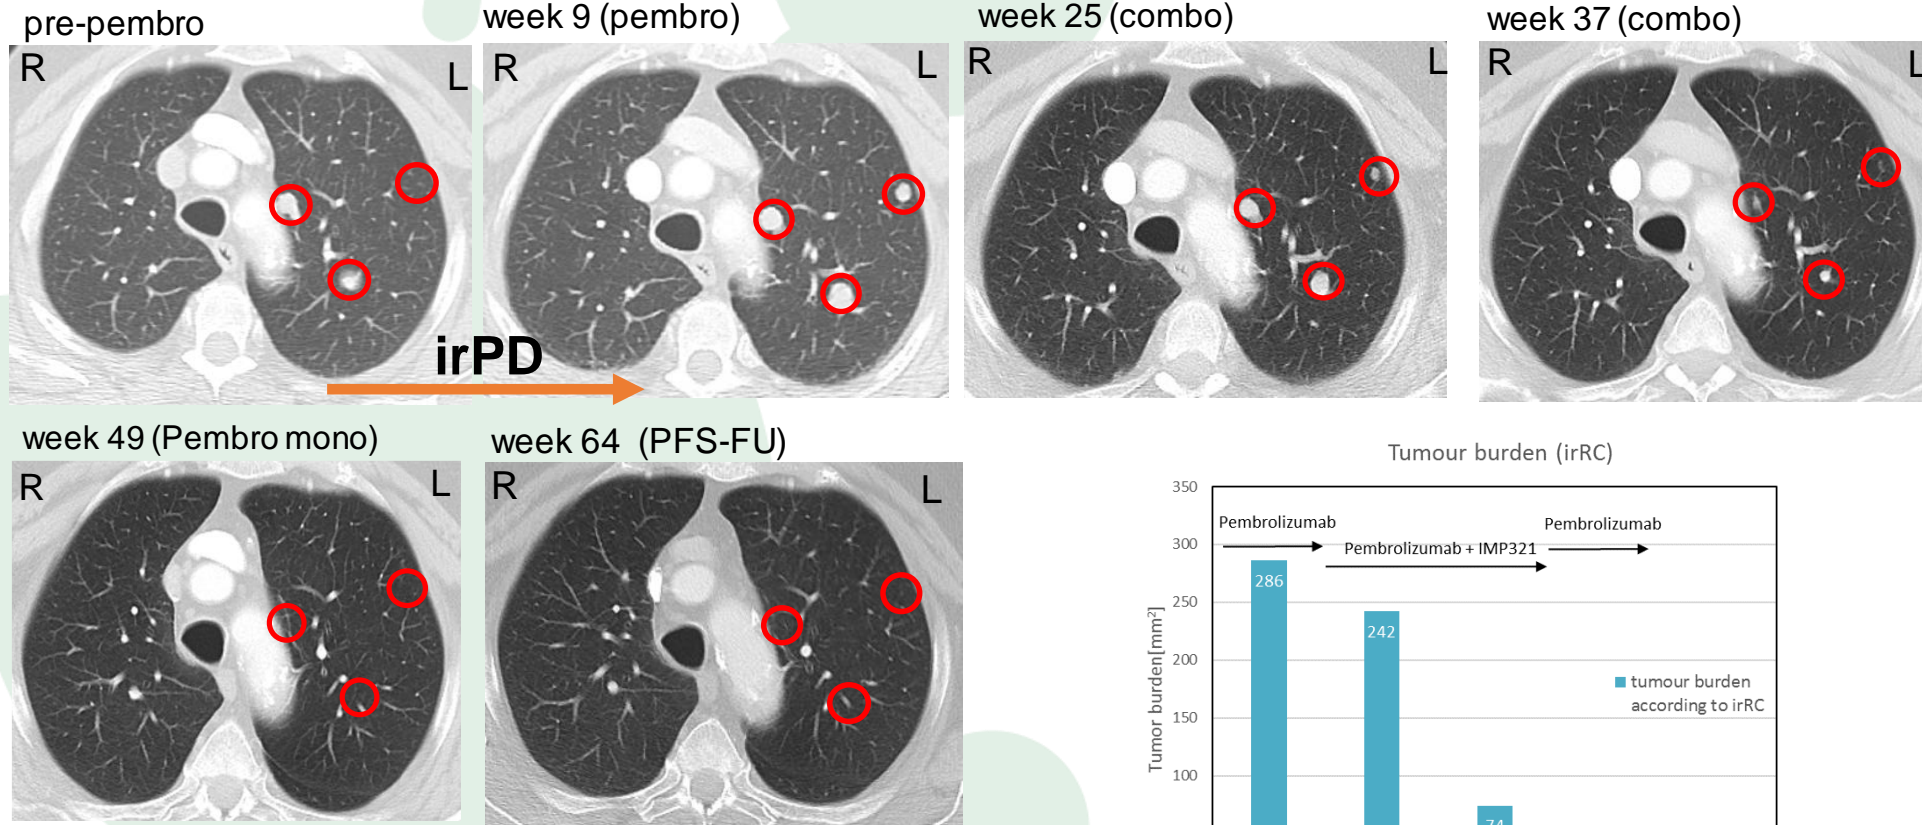 pre-pembro
week 9 (pembro)
week 25 (combo)
week 37 (combo)
R
L
R
L
R
L
R
L
irPD
week 49 (Pembro mono)
week 64 (PFS-FU)
R
L
R
L
Tumour burden (irRC)
350
300
250
200
150
100
Tumor burden[mm²]
Pembrolizumab
Pembrolizumab + IMP321
Pembrolizumab
286
242
74
tumour burden
according to irRC